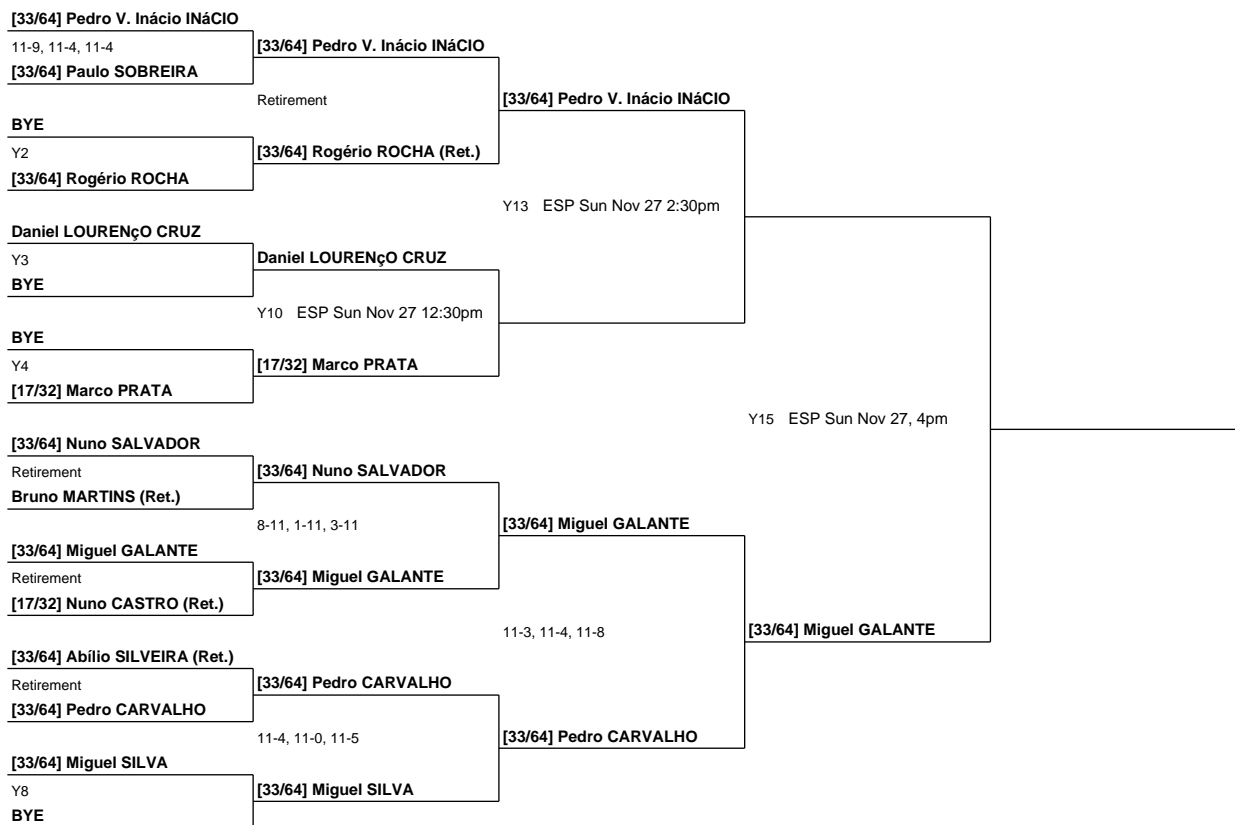 [33/64] Pedro V. Inácio INáCIO
11-9, 11-4, 11-4
[33/64] Pedro V. Inácio INáCIO
[33/64] Paulo SOBREIRA
Retirement
[33/64] Pedro V. Inácio INáCIO
BYE
Y2
[33/64] Rogério ROCHA (Ret.)
[33/64] Rogério ROCHA
Y13 ESP Sun Nov 27 2:30pm
Daniel LOURENçO CRUZ
Y3
Daniel LOURENçO CRUZ
BYE
Y10 ESP Sun Nov 27 12:30pm
BYE
Y4
[17/32] Marco PRATA
[17/32] Marco PRATA
Y15 ESP Sun Nov 27, 4pm
[33/64] Nuno SALVADOR
Retirement
[33/64] Nuno SALVADOR
Bruno MARTINS (Ret.)
8-11, 1-11, 3-11
[33/64] Miguel GALANTE
[33/64] Miguel GALANTE
Retirement
[33/64] Miguel GALANTE
[17/32] Nuno CASTRO (Ret.)
11-3, 11-4, 11-8
[33/64] Miguel GALANTE
[33/64] Abílio SILVEIRA (Ret.)
Retirement
[33/64] Pedro CARVALHO
[33/64] Pedro CARVALHO
11-4, 11-0, 11-5
[33/64] Pedro CARVALHO
[33/64] Miguel SILVA
Y8
[33/64] Miguel SILVA
BYE